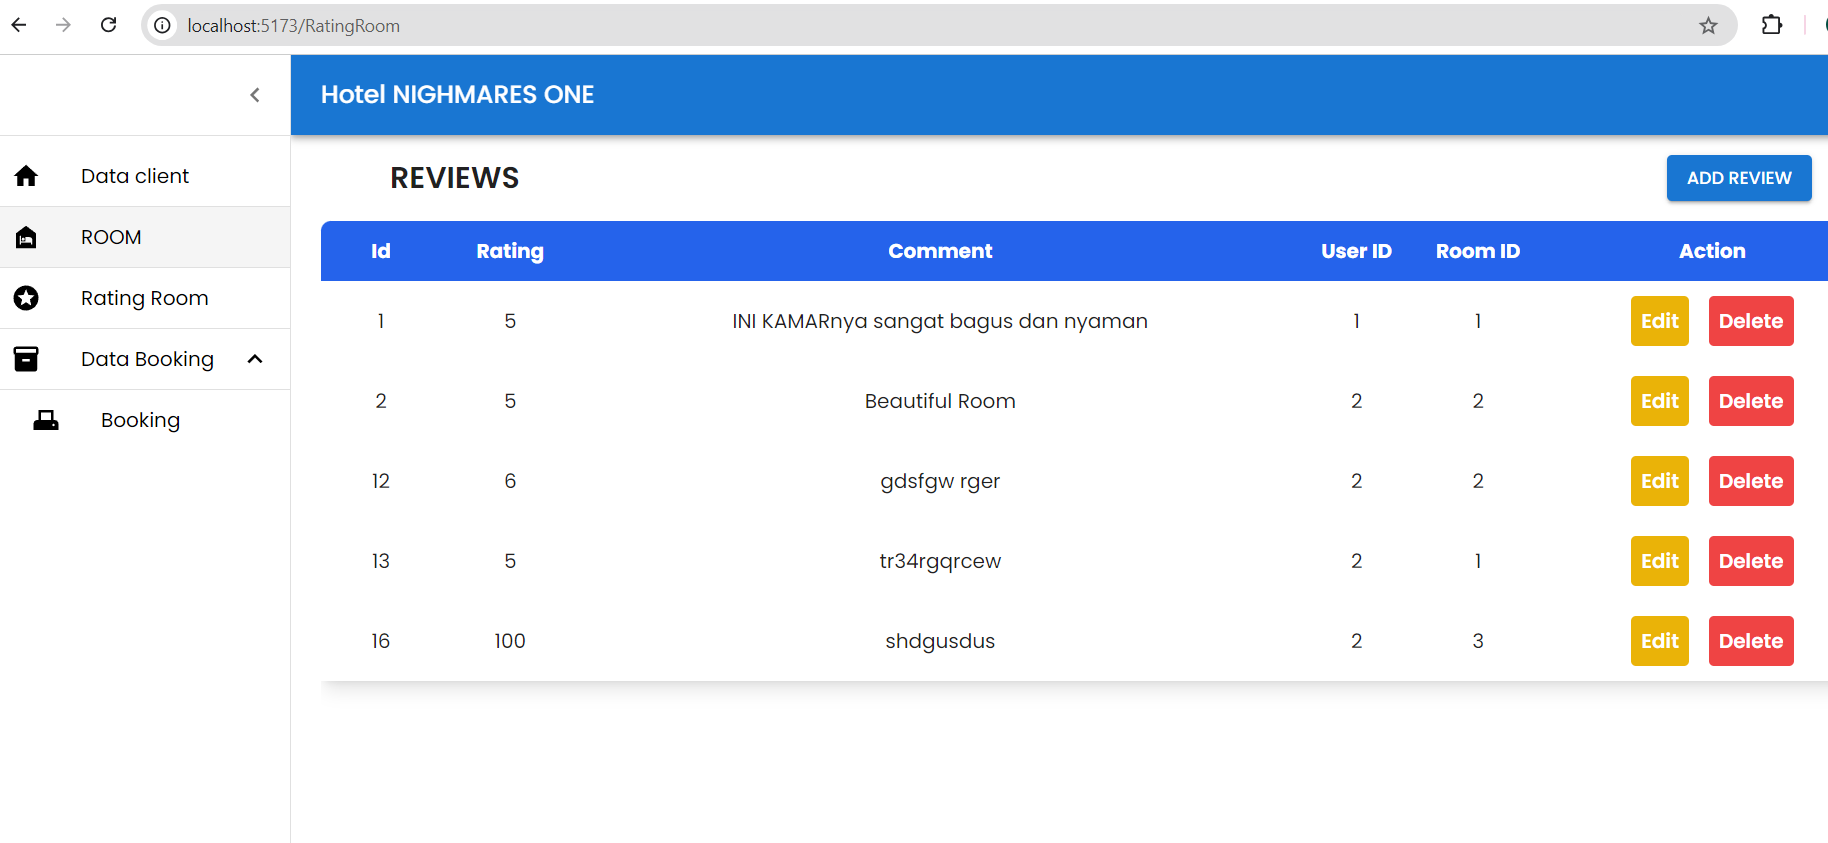 localhost:5173/RatingRoom
Hotel NIGHMARES ONE
Data client
ROOM
Rating Room
Data Booking
Booking
REVIEWS
ADD REVIEW
Id Rating Comment User ID Room ID Action
1 5 INI KAMARnya sangat bagus dan nyaman 1 1 Edit Delete
2 5 Beautiful Room 2 2 Edit Delete
12 6 gdsfgw rger 2 2 Edit Delete
13 5 tr34rgqrcew 2 1 Edit Delete
16 100 shdgusdus 2 3 Edit Delete